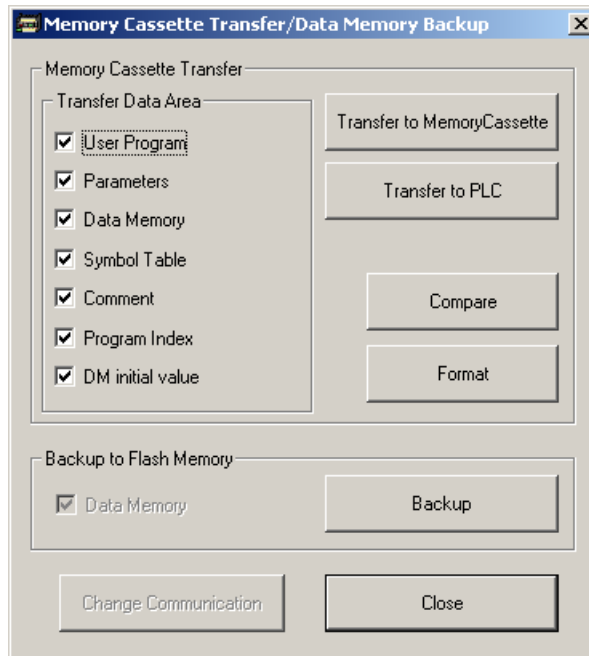 Memory Cassette Transfer/Data Memory Backup
Memory Cassette Transfer
Transfer Data Area
User Program
Parameters
Data Memory
Symbol Table
Comment
Program Index
DM initial value
Transfer to MemoryCassette
Transfer to PLC
Compare
Format
Backup to Flash Memory
Data Memory
Backup
Change Communication
Close